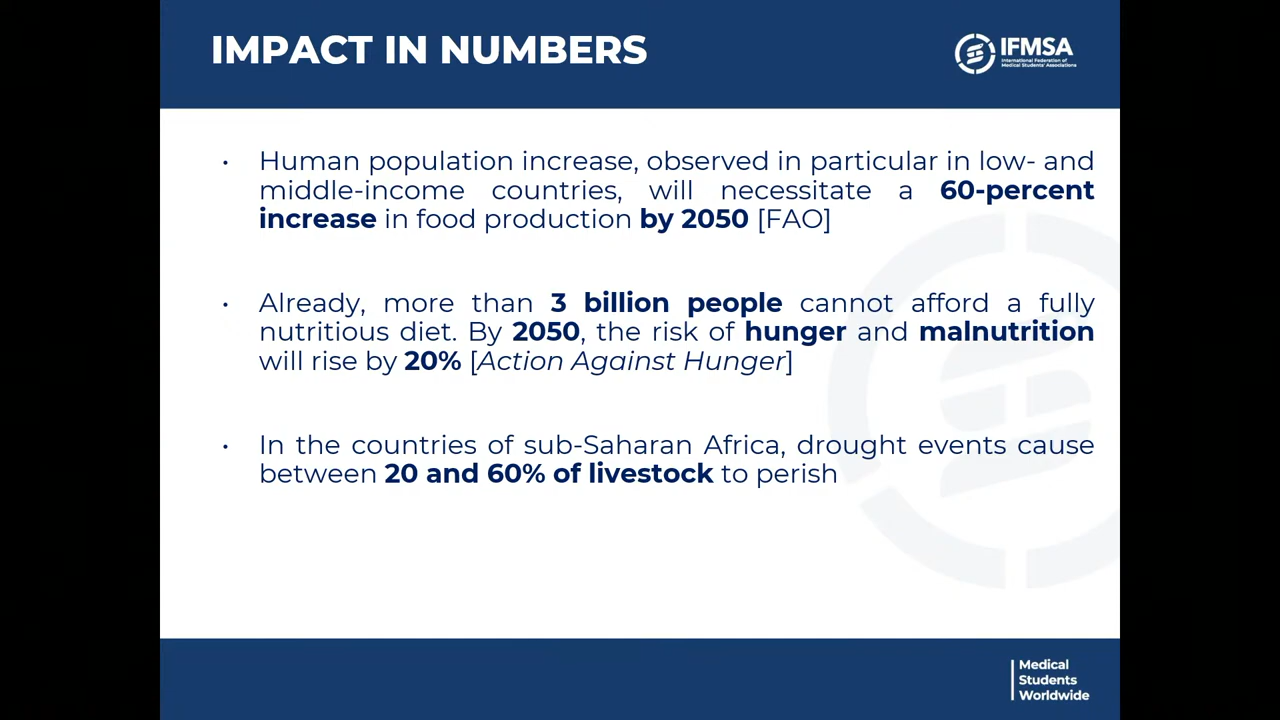 IMPACT IN NUMBERS
IFMSA
International Federation of
Medical Students' Associations
• Human population increase, observed in particular in low- and
middle-income countries, will necessitate a 60-percent
increase in food production by 2050 [FAO]
• Already, more than 3 billion people cannot afford a fully
nutritious diet. By 2050, the risk of hunger and malnutrition
will rise by 20% [Action Against Hunger]
• In the countries of sub-Saharan Africa, drought events cause
between 20 and 60% of livestock to perish
Medical
Students
Worldwide